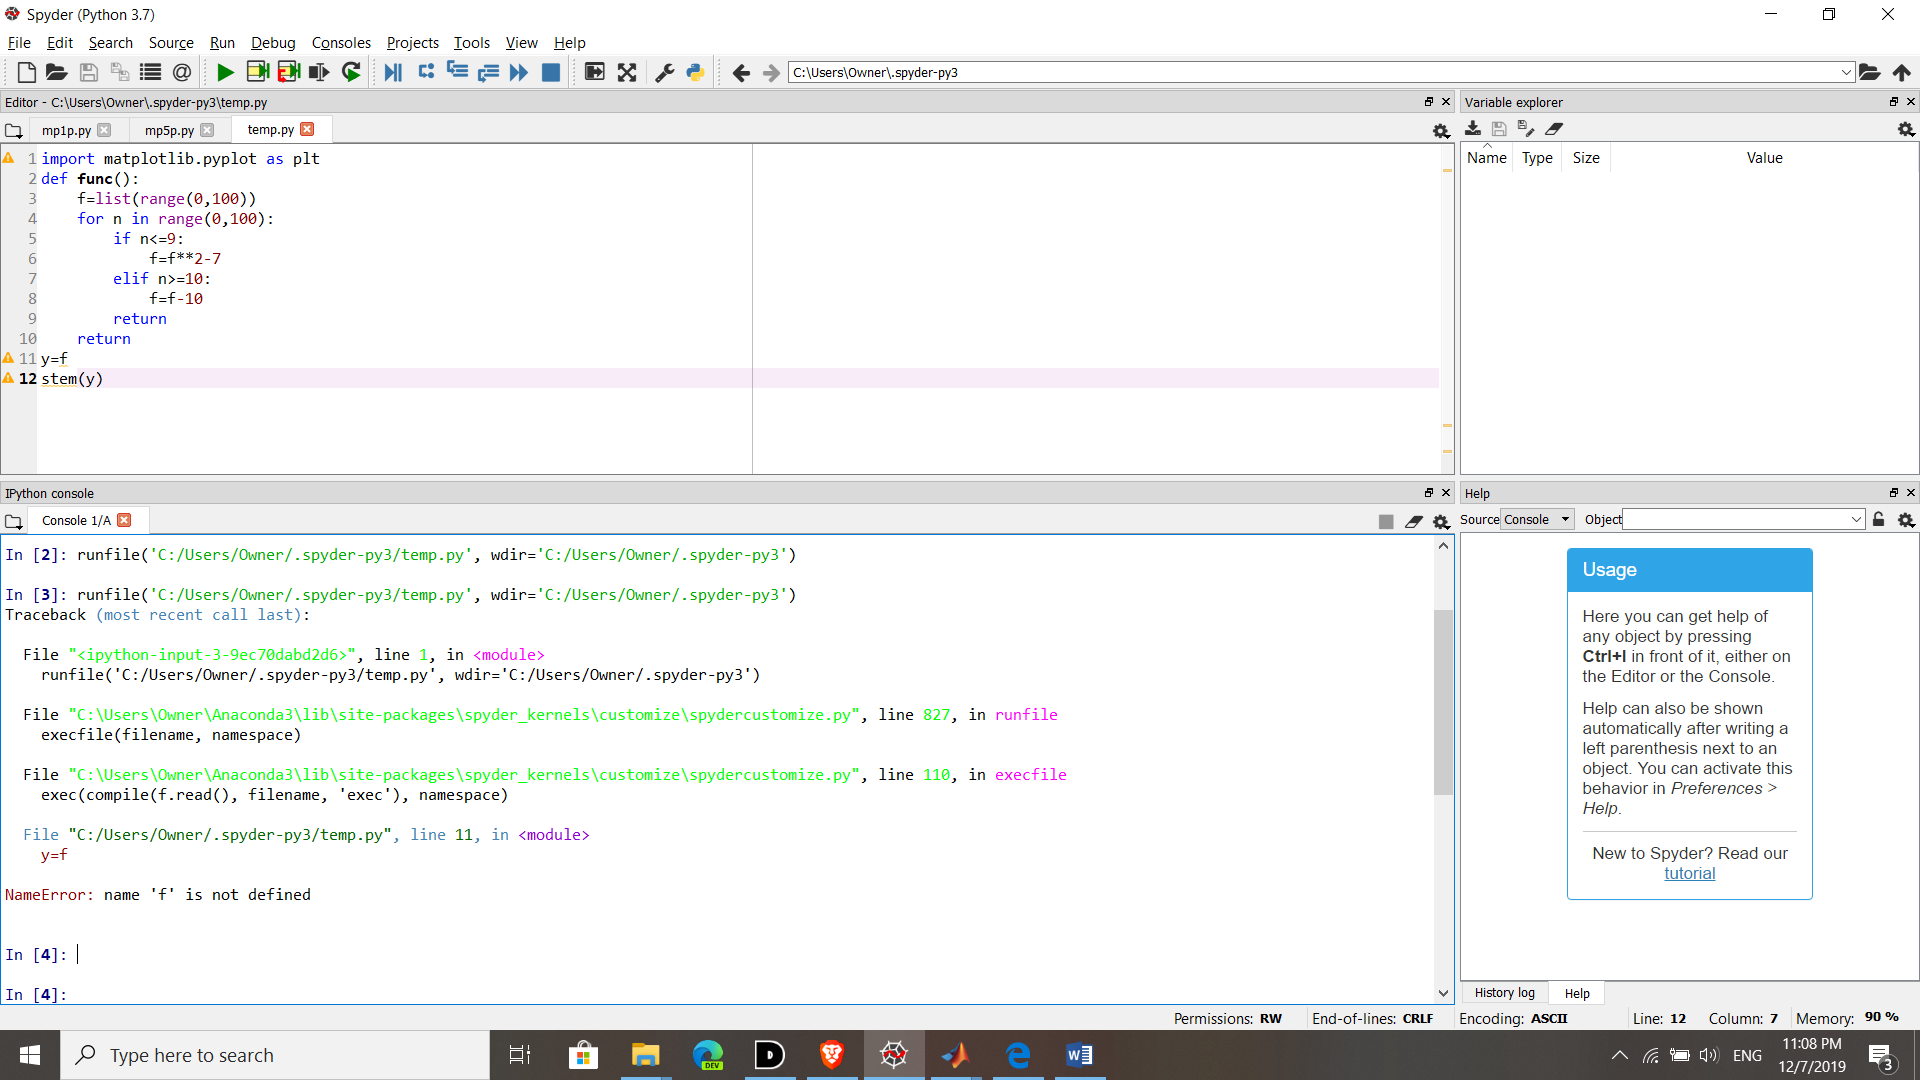 Spyder (Python 3.7)
File Edit Search Source Run Debug Consoles Projects Tools View Help
C:\Users\Owner\.spyder-py3
Editor - C:\Users\Owner\.spyder-py3\temp.py
mp1p.py mp5p.py temp.py
1 import matplotlib.pyplot as plt
2 def func():
3 f=list(range(0,100))
4 for n in range(0,100):
5 if n<=9:
6 f=f**2-7
7 elif n>=10:
8 f=f-10
9 return
10 return
11 y=f
12 stem(y)
Variable explorer
Name Type Size Value
IPython console
Console 1/A
In [2]: runfile('C:/Users/Owner/.spyder-py3/temp.py', wdir='C:/Users/Owner/.spyder-py3')
In [3]: runfile('C:/Users/Owner/.spyder-py3/temp.py', wdir='C:/Users/Owner/.spyder-py3')
Traceback (most recent call last):
File "<ipython-input-3-9ec70dabd2d6>", line 1, in <module>
runfile('C:/Users/Owner/.spyder-py3/temp.py', wdir='C:/Users/Owner/.spyder-py3')
File "C:\Users\Owner\Anaconda3\lib\site-packages\spyder_kernels\customize\spydercustomize.py", line 827, in runfile
execfile(filename, namespace)
File "C:\Users\Owner\Anaconda3\lib\site-packages\spyder_kernels\customize\spydercustomize.py", line 110, in execfile
exec(compile(f.read(), filename, 'exec'), namespace)
File "C:/Users/Owner/.spyder-py3/temp.py", line 11, in <module>
y=f
NameError: name 'f' is not defined
In [4]:
In [4]:
Help
Source Console Object
Usage
Here you can get help of
any object by pressing
Ctrl+I in front of it, either on
the Editor or the Console.
Help can also be shown
automatically after writing a
left parenthesis next to an
object. You can activate this
behavior in Preferences >
Help.
New to Spyder? Read our
tutorial
History log Help
Permissions: RW End-of-lines: CRLF Encoding: ASCII Line: 12 Column: 7 Memory: 90 %
Type here to search
DEV
D
W
ENG
11:08 PM
12/7/2019
3